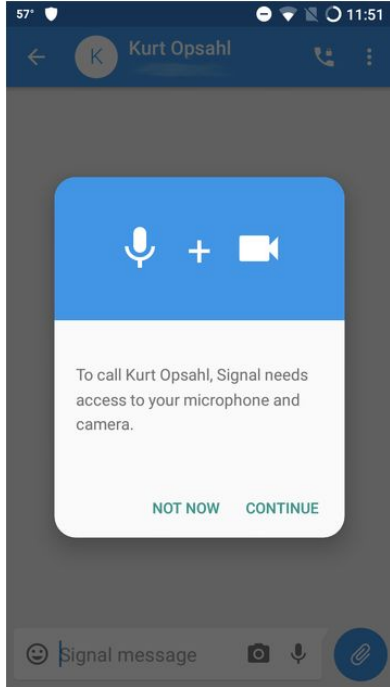 57° 11:51
K Kurt Opsahl
+
To call Kurt Opsahl, Signal needs
access to your microphone and
camera.
NOT NOW CONTINUE
Signal message